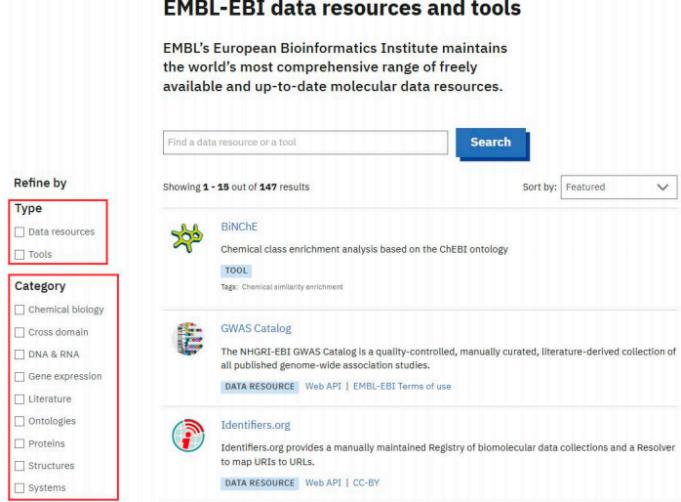 EMBL-EBI data resources and tools
EMBL's European Bioinformatics Institute maintains
the world's most comprehensive range of freely
available and up-to-date molecular data resources.
Find a data resource or a tool
Search
Refine by
Showing 1 - 15 out of 147 results
Sort by: Featured
Type
Data resources
Tools
Category
Chemical biology
Cross domain
DNA & RNA
Gene expression
Literature
Ontologies
Proteins
Structures
Systems
BiNChE
Chemical class enrichment analysis based on the ChEBI ontology
TOOL
Tags: Chemical similarity enrichment
GWAS Catalog
The NHGRI-EBI GWAS Catalog is a quality-controlled, manually curated, literature-derived collection of
all published genome-wide association studies.
DATA RESOURCE Web API | EMBL-EBI Terms of use
Identifiers.org
Identifiers.org provides a manually maintained Registry of biomolecular data collections and a Resolver
to map URIs to URLs.
DATA RESOURCE Web API | CC-BY